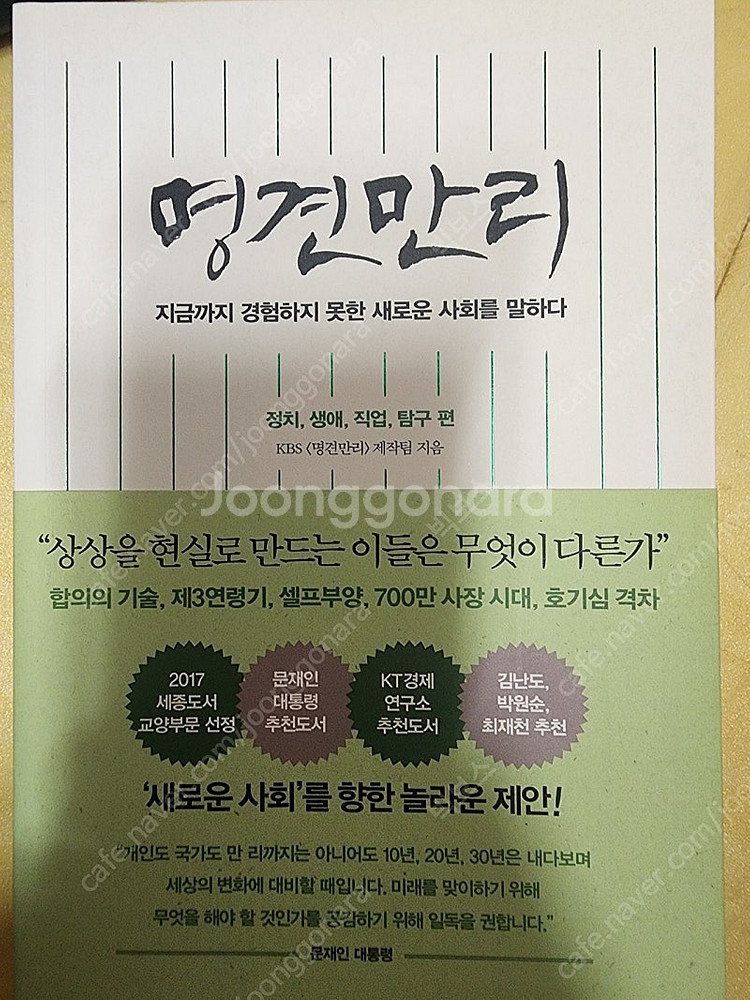 명견만리
지금까지 경험하지 못한 새로운 사회를 말하다
정치, 생애, 직업, 탐구 편
KBS 〈명견만리〉 제작팀 지음
Joonggonara
“상상을 현실로 만드는 이들은 무엇이 다른가”
합의의 기술, 제3연령기, 셀프부양, 700만 사장 시대, 호기심 격차
2017
세종도서
교양부문 선정
문재인
대통령
추천도서
KT경제
연구소
추천도서
김난도,
박원순,
최재천 추천
‘새로운 사회’를 향한 놀라운 제안!
“개인도 국가도 만 리까지는 아니어도 10년, 20년, 30년은 내다보며
세상의 변화에 대비할 때입니다. 미래를 맞이하기 위해
무엇을 해야 할 것인가를 공감하기 위해 일독을 권합니다.”
문재인 대통령